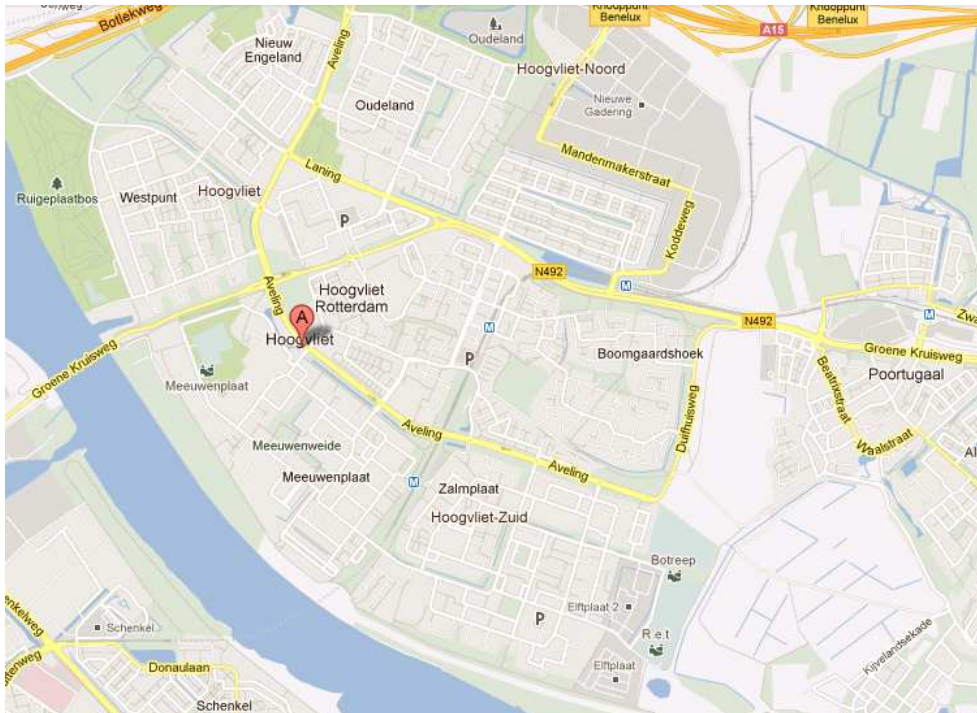 Botlekweg
Aveling
Nieuw
Engeland
Oudeland
Oudeland
Hoogvliet-Noord
Nieuwe
Gadering
Knooppunt
Benelux
A15
Knooppunt
Benelux
Mandenmakerstraat
Koddeweg
Laning
Ruigeplaatbos
Westpunt
Hoogvliet
P
Aveling
N492
M
Hoogvliet
Rotterdam
A
Hoogvliet
M
P
Boomgaardshoek
N492
M
Groene Kruisweg
Poortugaal
Beatrixstraat
Waalstraat
Groene Kruisweg
Meeuwenplaat
Duifhuisweg
Aveling
Aveling
Meeuwenweide
Meeuwenplaat
M
Zalmplaat
Hoogvliet-Zuid
Botreep
Elftplaat 2
P
R.e.t
Elftplaat
Kijvelandsekade
Schenkel
Donaulaan
Schenkel